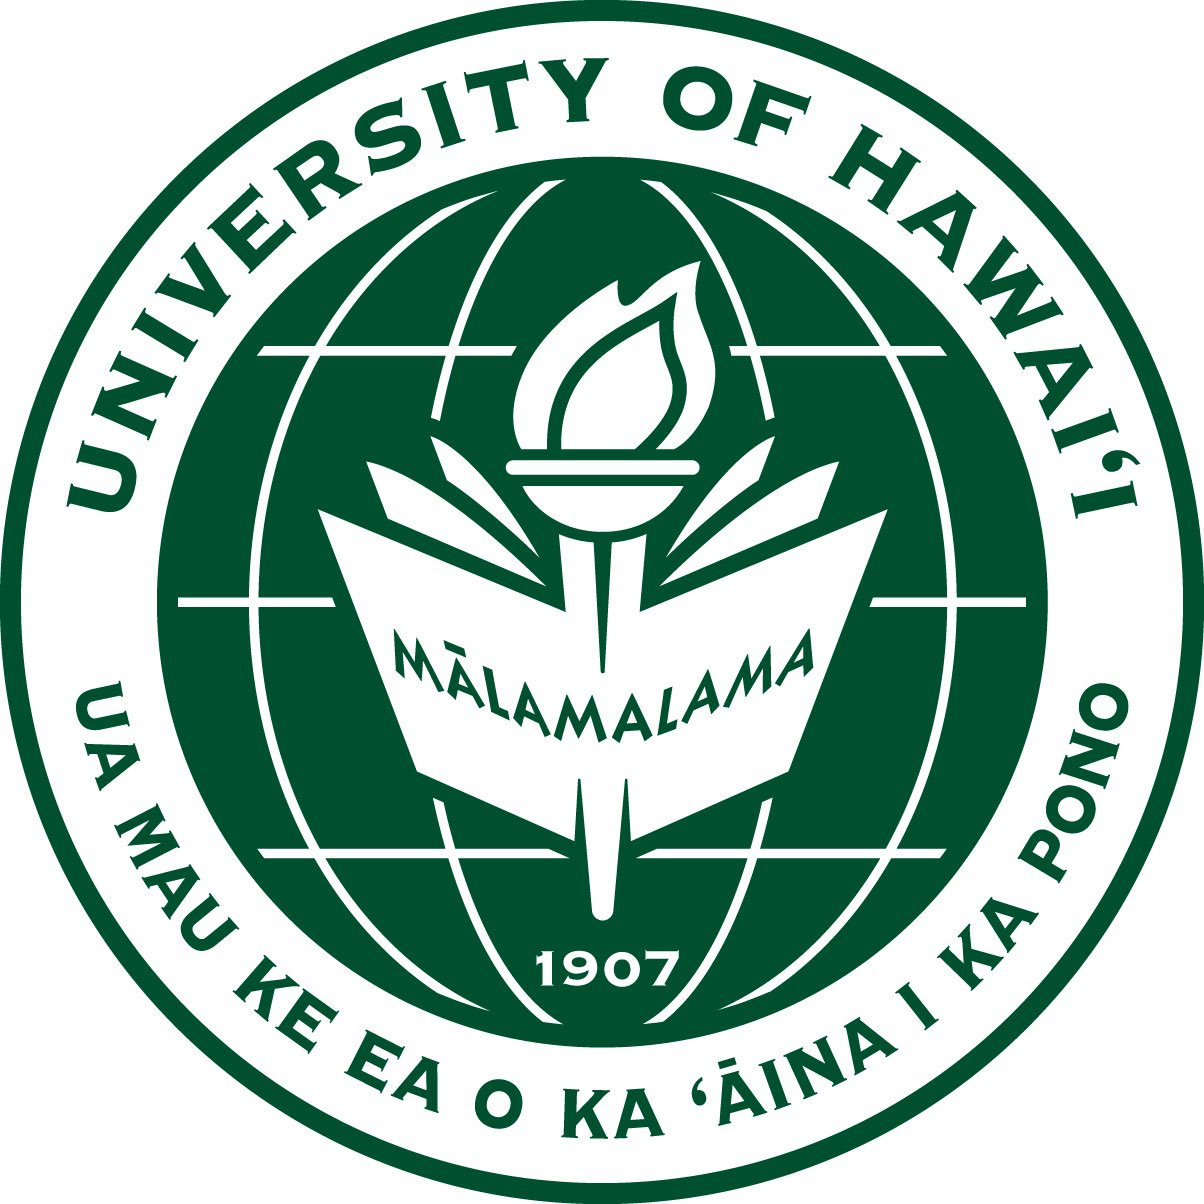 UNIVERSITY OF HAWAIʻI
MĀLAMALAMA
1907
UA MAU KE EA O KA ʻĀINA I KA PONO